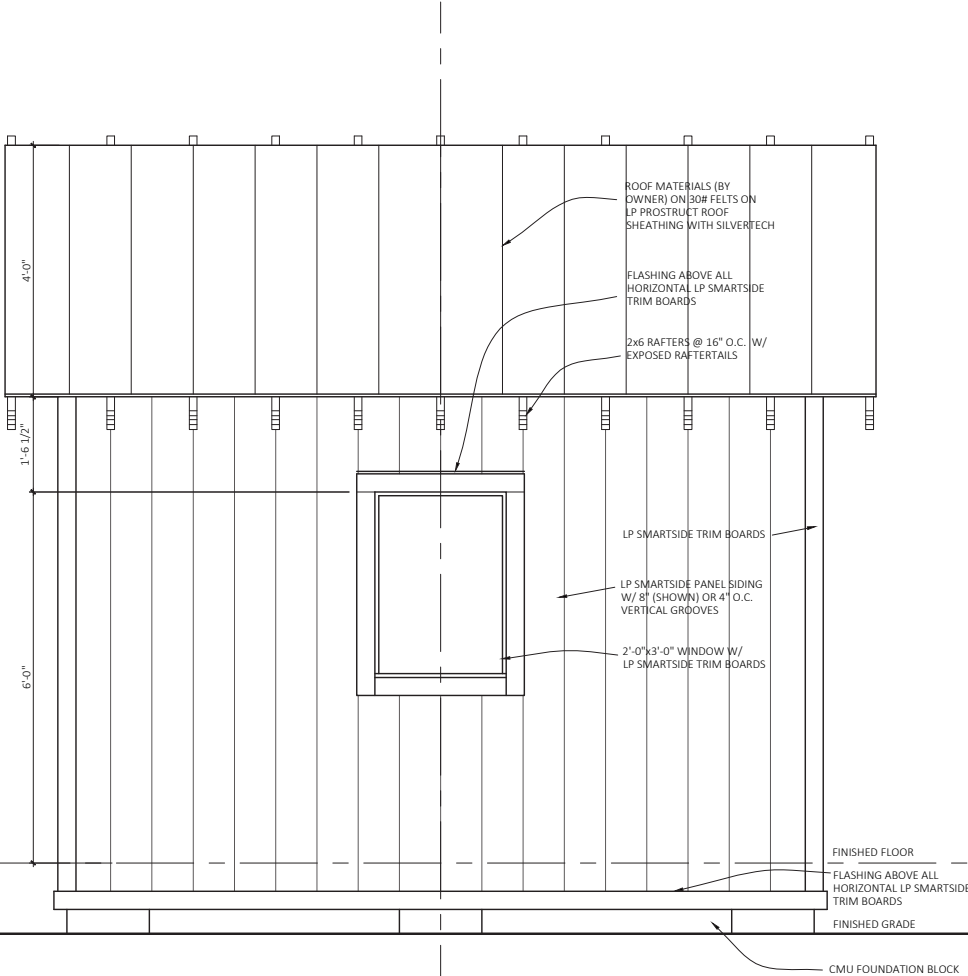 ROOF MATERIALS (BY
OWNER) ON 30# FELTS ON
LP PROSTRUCT ROOF
SHEATHING WITH SILVERTECH
4'-0"
FLASHING ABOVE ALL
HORIZONTAL LP SMARTSIDE
TRIM BOARDS
2x6 RAFTERS @ 16" O.C. W/
EXPOSED RAFTERTAILS
1'-6 1/2"
LP SMARTSIDE TRIM BOARDS
LP SMARTSIDE PANEL SIDING
W/ 8" (SHOWN) OR 4" O.C.
VERTICAL GROOVES
2'-0"x3'-0" WINDOW W/
LP SMARTSIDE TRIM BOARDS
6'-0"
FINISHED FLOOR
FLASHING ABOVE ALL
HORIZONTAL LP SMARTSIDE
TRIM BOARDS
FINISHED GRADE
CMU FOUNDATION BLOCK